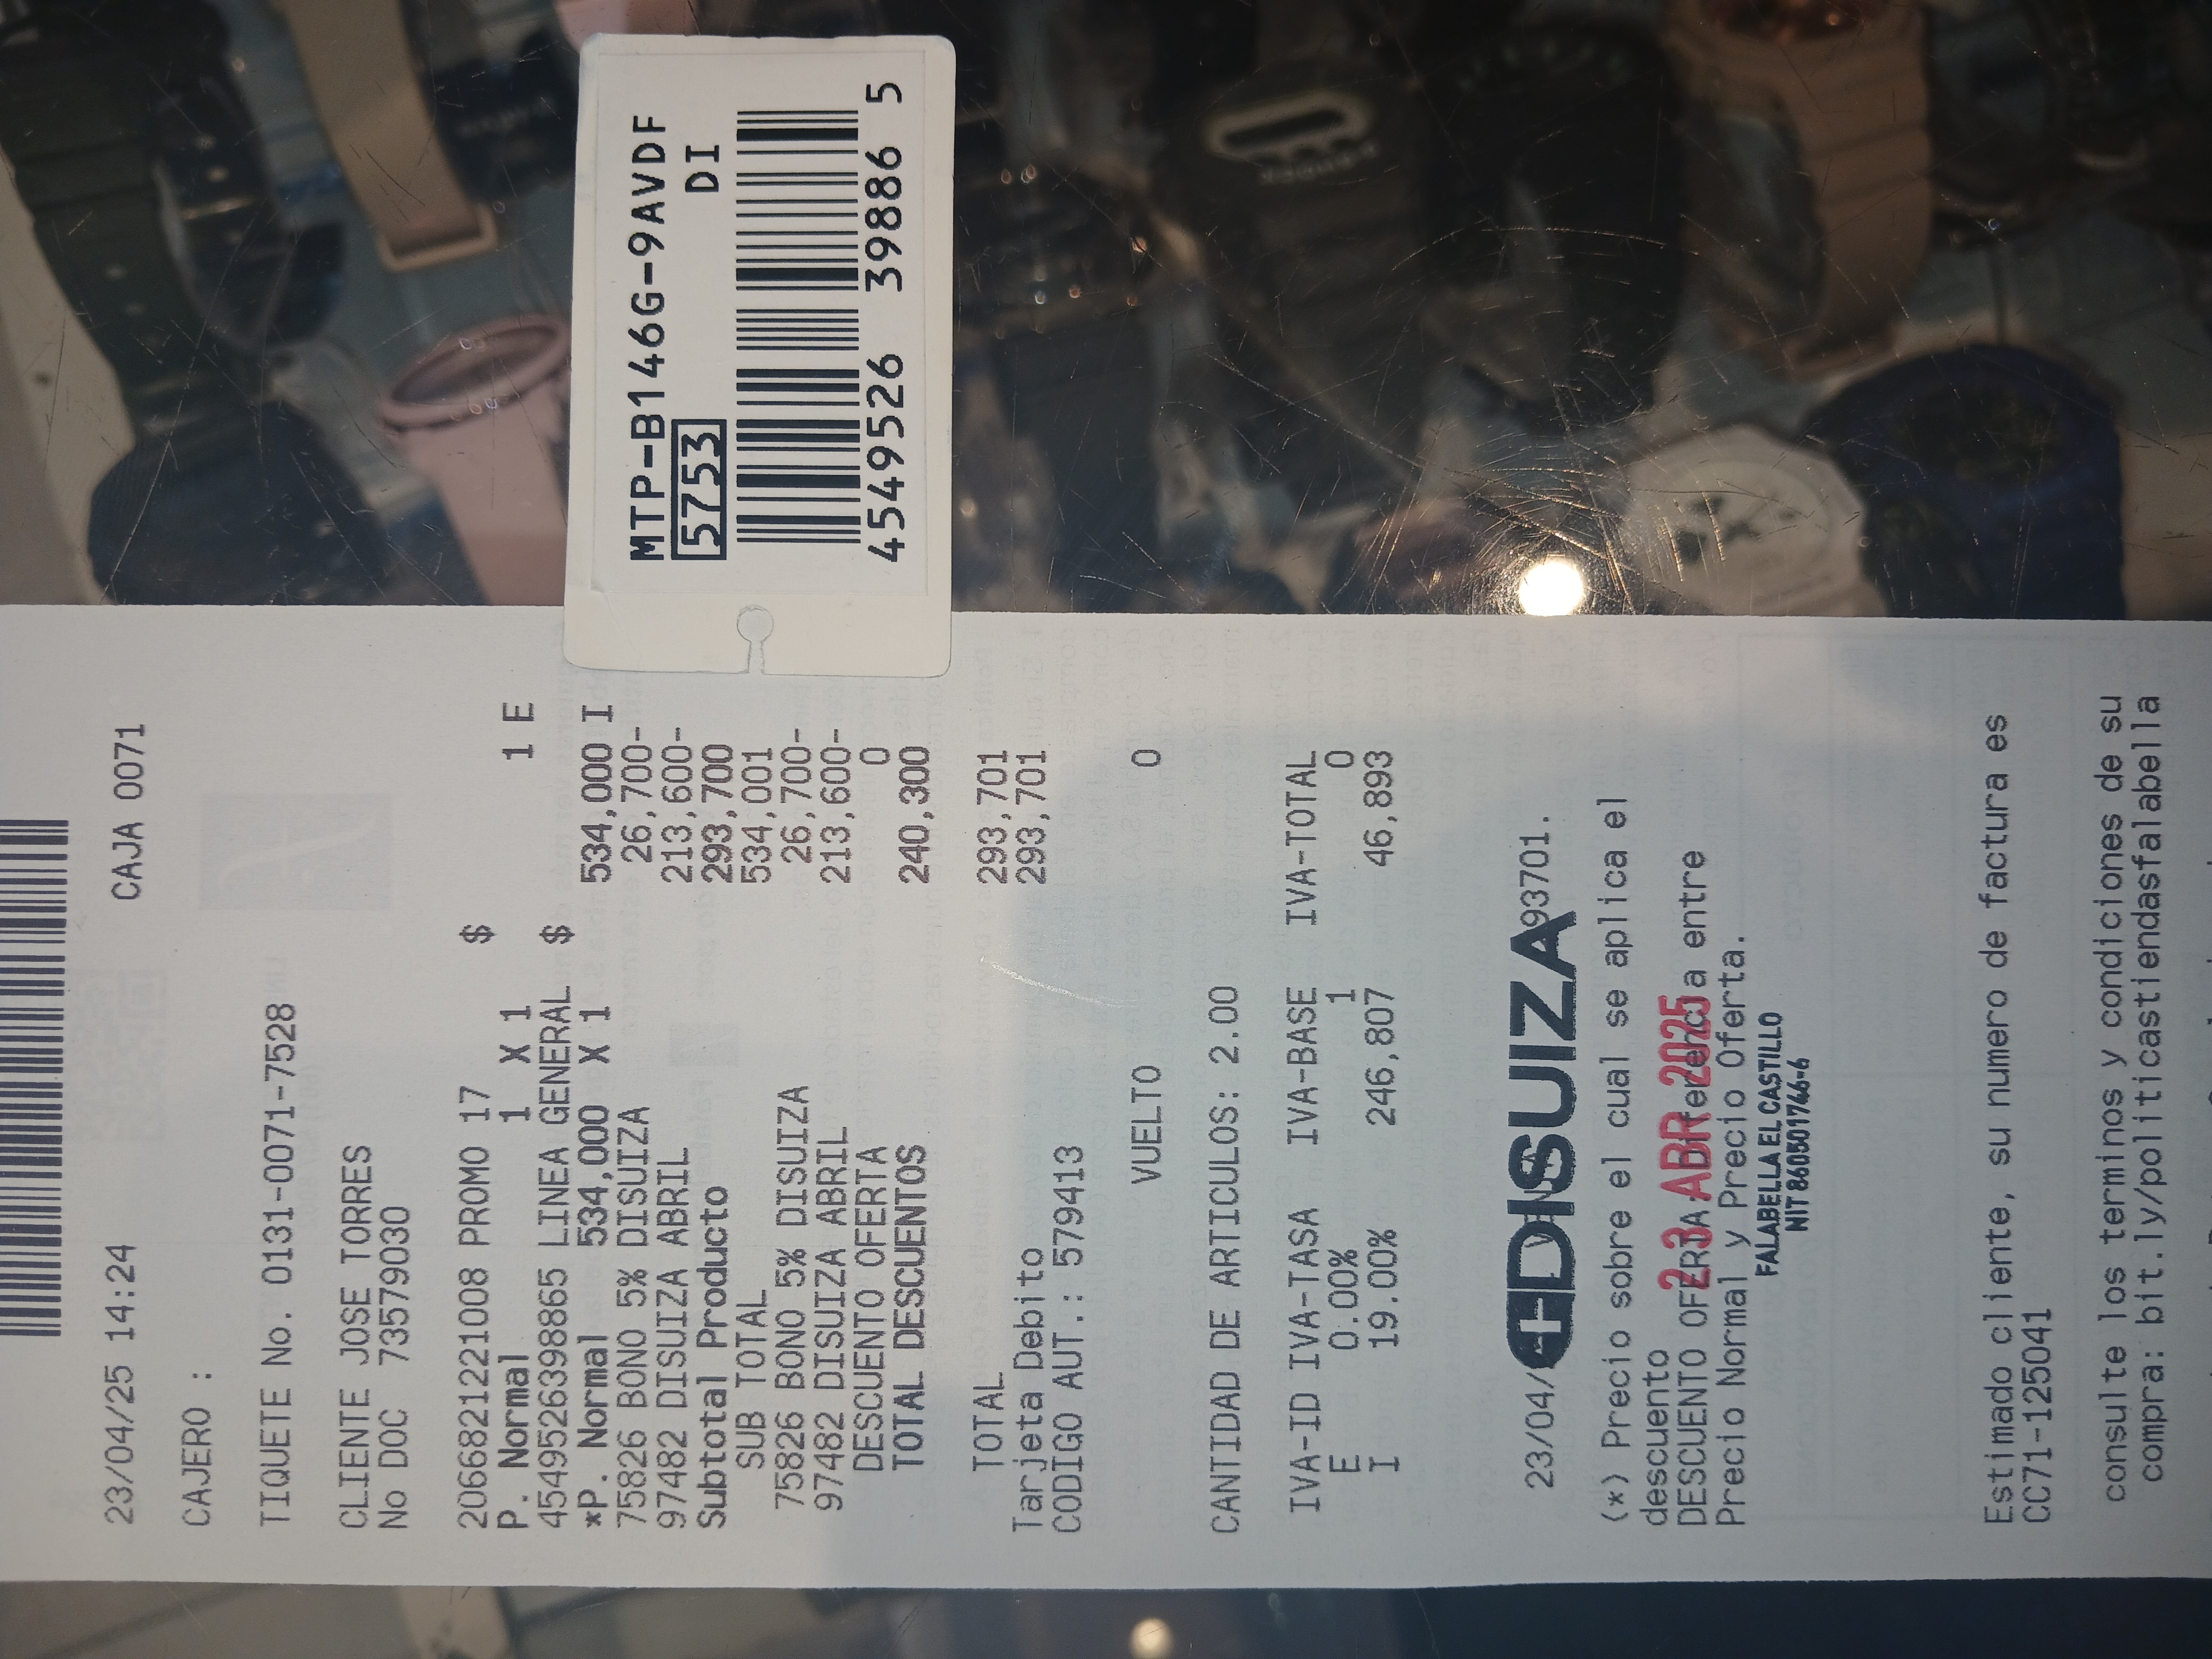 MTP-B146G-9AVDF
5753 DI
4549526 39886 5
23/04/25 14:24 CAJA 0071
CAJERO :
TIQUETE No. 0131-0071-7528
CLIENTE JOSE TORRES
No DOC 73579030
2066821221008 PROMO 17 $
P. Normal 1 X 1 1 E
4549526398865 LINEA GENERAL $
*P. Normal 534,000 X 1 534,000 I
75826 BONO 5% DISUIZA 26,700-
97482 DISUIZA ABRIL 213,600-
Subtotal Producto 293,700
SUB TOTAL 534,001
75826 BONO 5% DISUIZA 26,700-
97482 DISUIZA ABRIL 213,600-
DESCUENTO OFERTA 0
TOTAL DESCUENTOS 240,300
TOTAL 293,701
Tarjeta Debito 293,701
CODIGO AUT.: 579413
VUELTO 0
CANTIDAD DE ARTICULOS: 2.00
IVA-ID IVA-TASA IVA-BASE IVA-TOTAL
E 0.00% 1 0
I 19.00% 246,807 46,893
23/04/ 93701.
DISUIZA
(*) Precio sobre el cual se aplica el
descuento
DESCUENTO OFERTA Diferencia entre
Precio Normal y Precio Oferta.
23 ABR 2025
FALABELLA EL CASTILLO
NIT 860501746-6
Estimado cliente, su numero de factura es
CC71-125041
consulte los terminos y condiciones de su
compra: bit.ly/politicastiendasfalabella